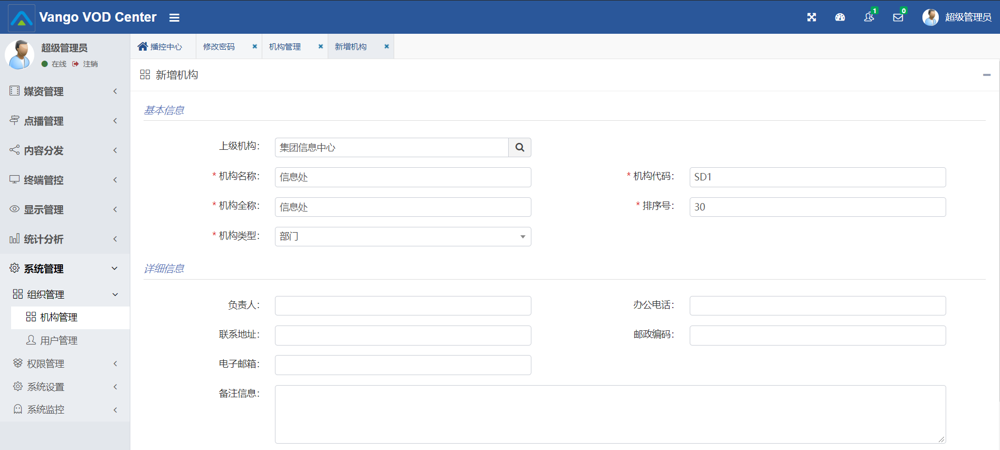 Vango VOD Center
1
0
超级管理员
超级管理员
在线 注销
媒资管理
点播管理
内容分发
终端管控
显示管理
统计分析
系统管理
组织管理
机构管理
用户管理
权限管理
系统设置
系统监控
播控中心 修改密码 机构管理 新增机构
新增机构
基本信息
上级机构： 集团信息中心
* 机构名称： 信息处 * 机构代码： SD1
* 机构全称： 信息处 * 排序号： 30
* 机构类型： 部门
详细信息
负责人： 办公电话：
联系地址： 邮政编码：
电子邮箱：
备注信息：